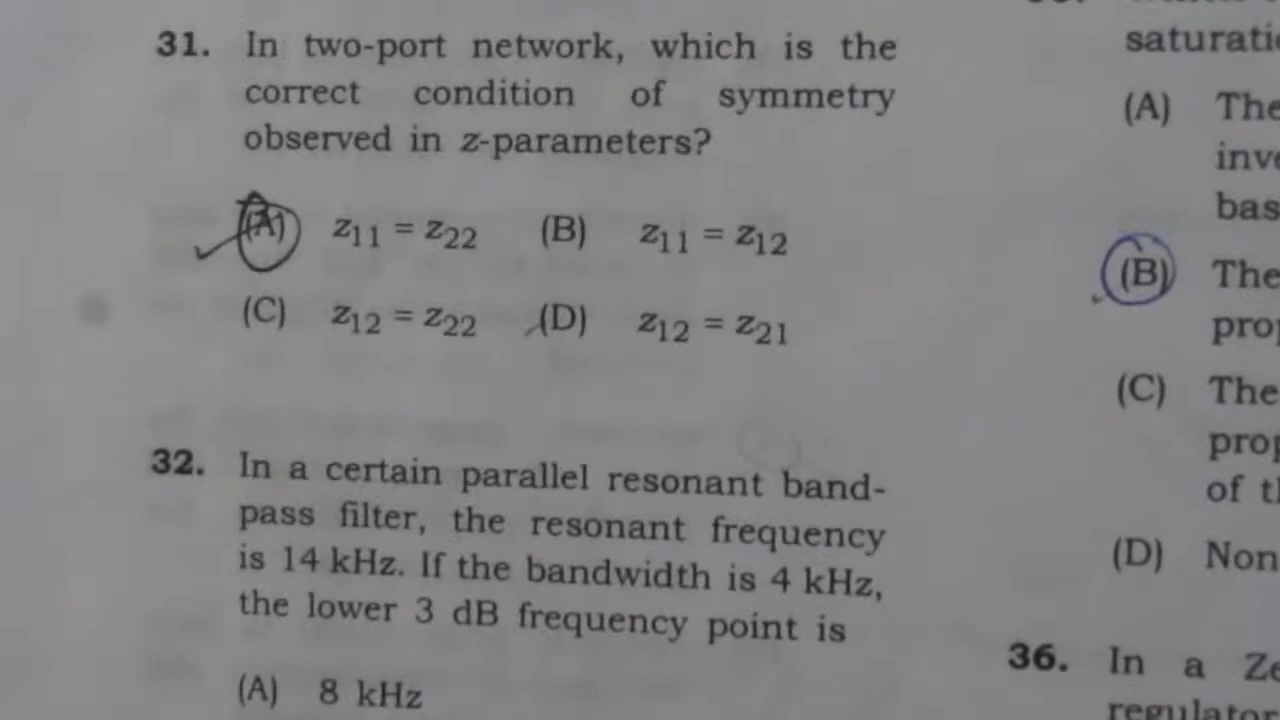 31. In two-port network, which is the
correct condition of symmetry
observed in z-parameters?
(A) z₁₁ = z₂₂ (B) z₁₁ = z₁₂
(C) z₁₂ = z₂₂ (D) z₁₂ = z₂₁
32. In a certain parallel resonant band-
pass filter, the resonant frequency
is 14 kHz. If the bandwidth is 4 kHz,
the lower 3 dB frequency point is
(A) 8 kHz
(A) The
(B) The
(C) The
of
(D)
36. In a